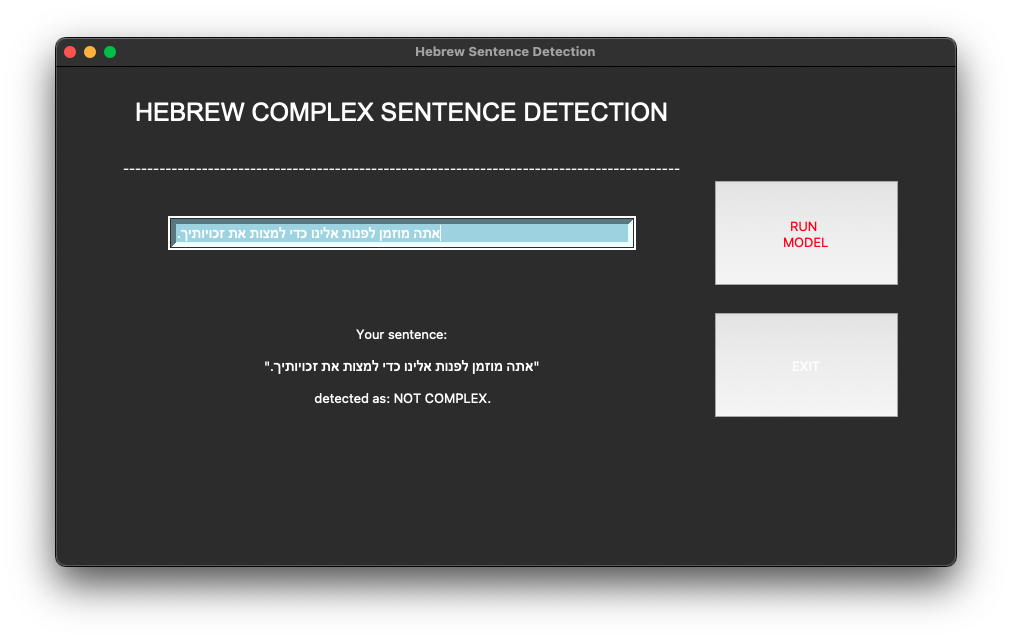 Hebrew Sentence Detection
HEBREW COMPLEX SENTENCE DETECTION
--------------------------------------------------------------------------------------------
אתה מוזמן לפנות אלינו כדי למצות את זכויותיך.
RUN
MODEL
Your sentence:
"אתה מוזמן לפנות אלינו כדי למצות את זכויותיך."
EXIT
detected as: NOT COMPLEX.